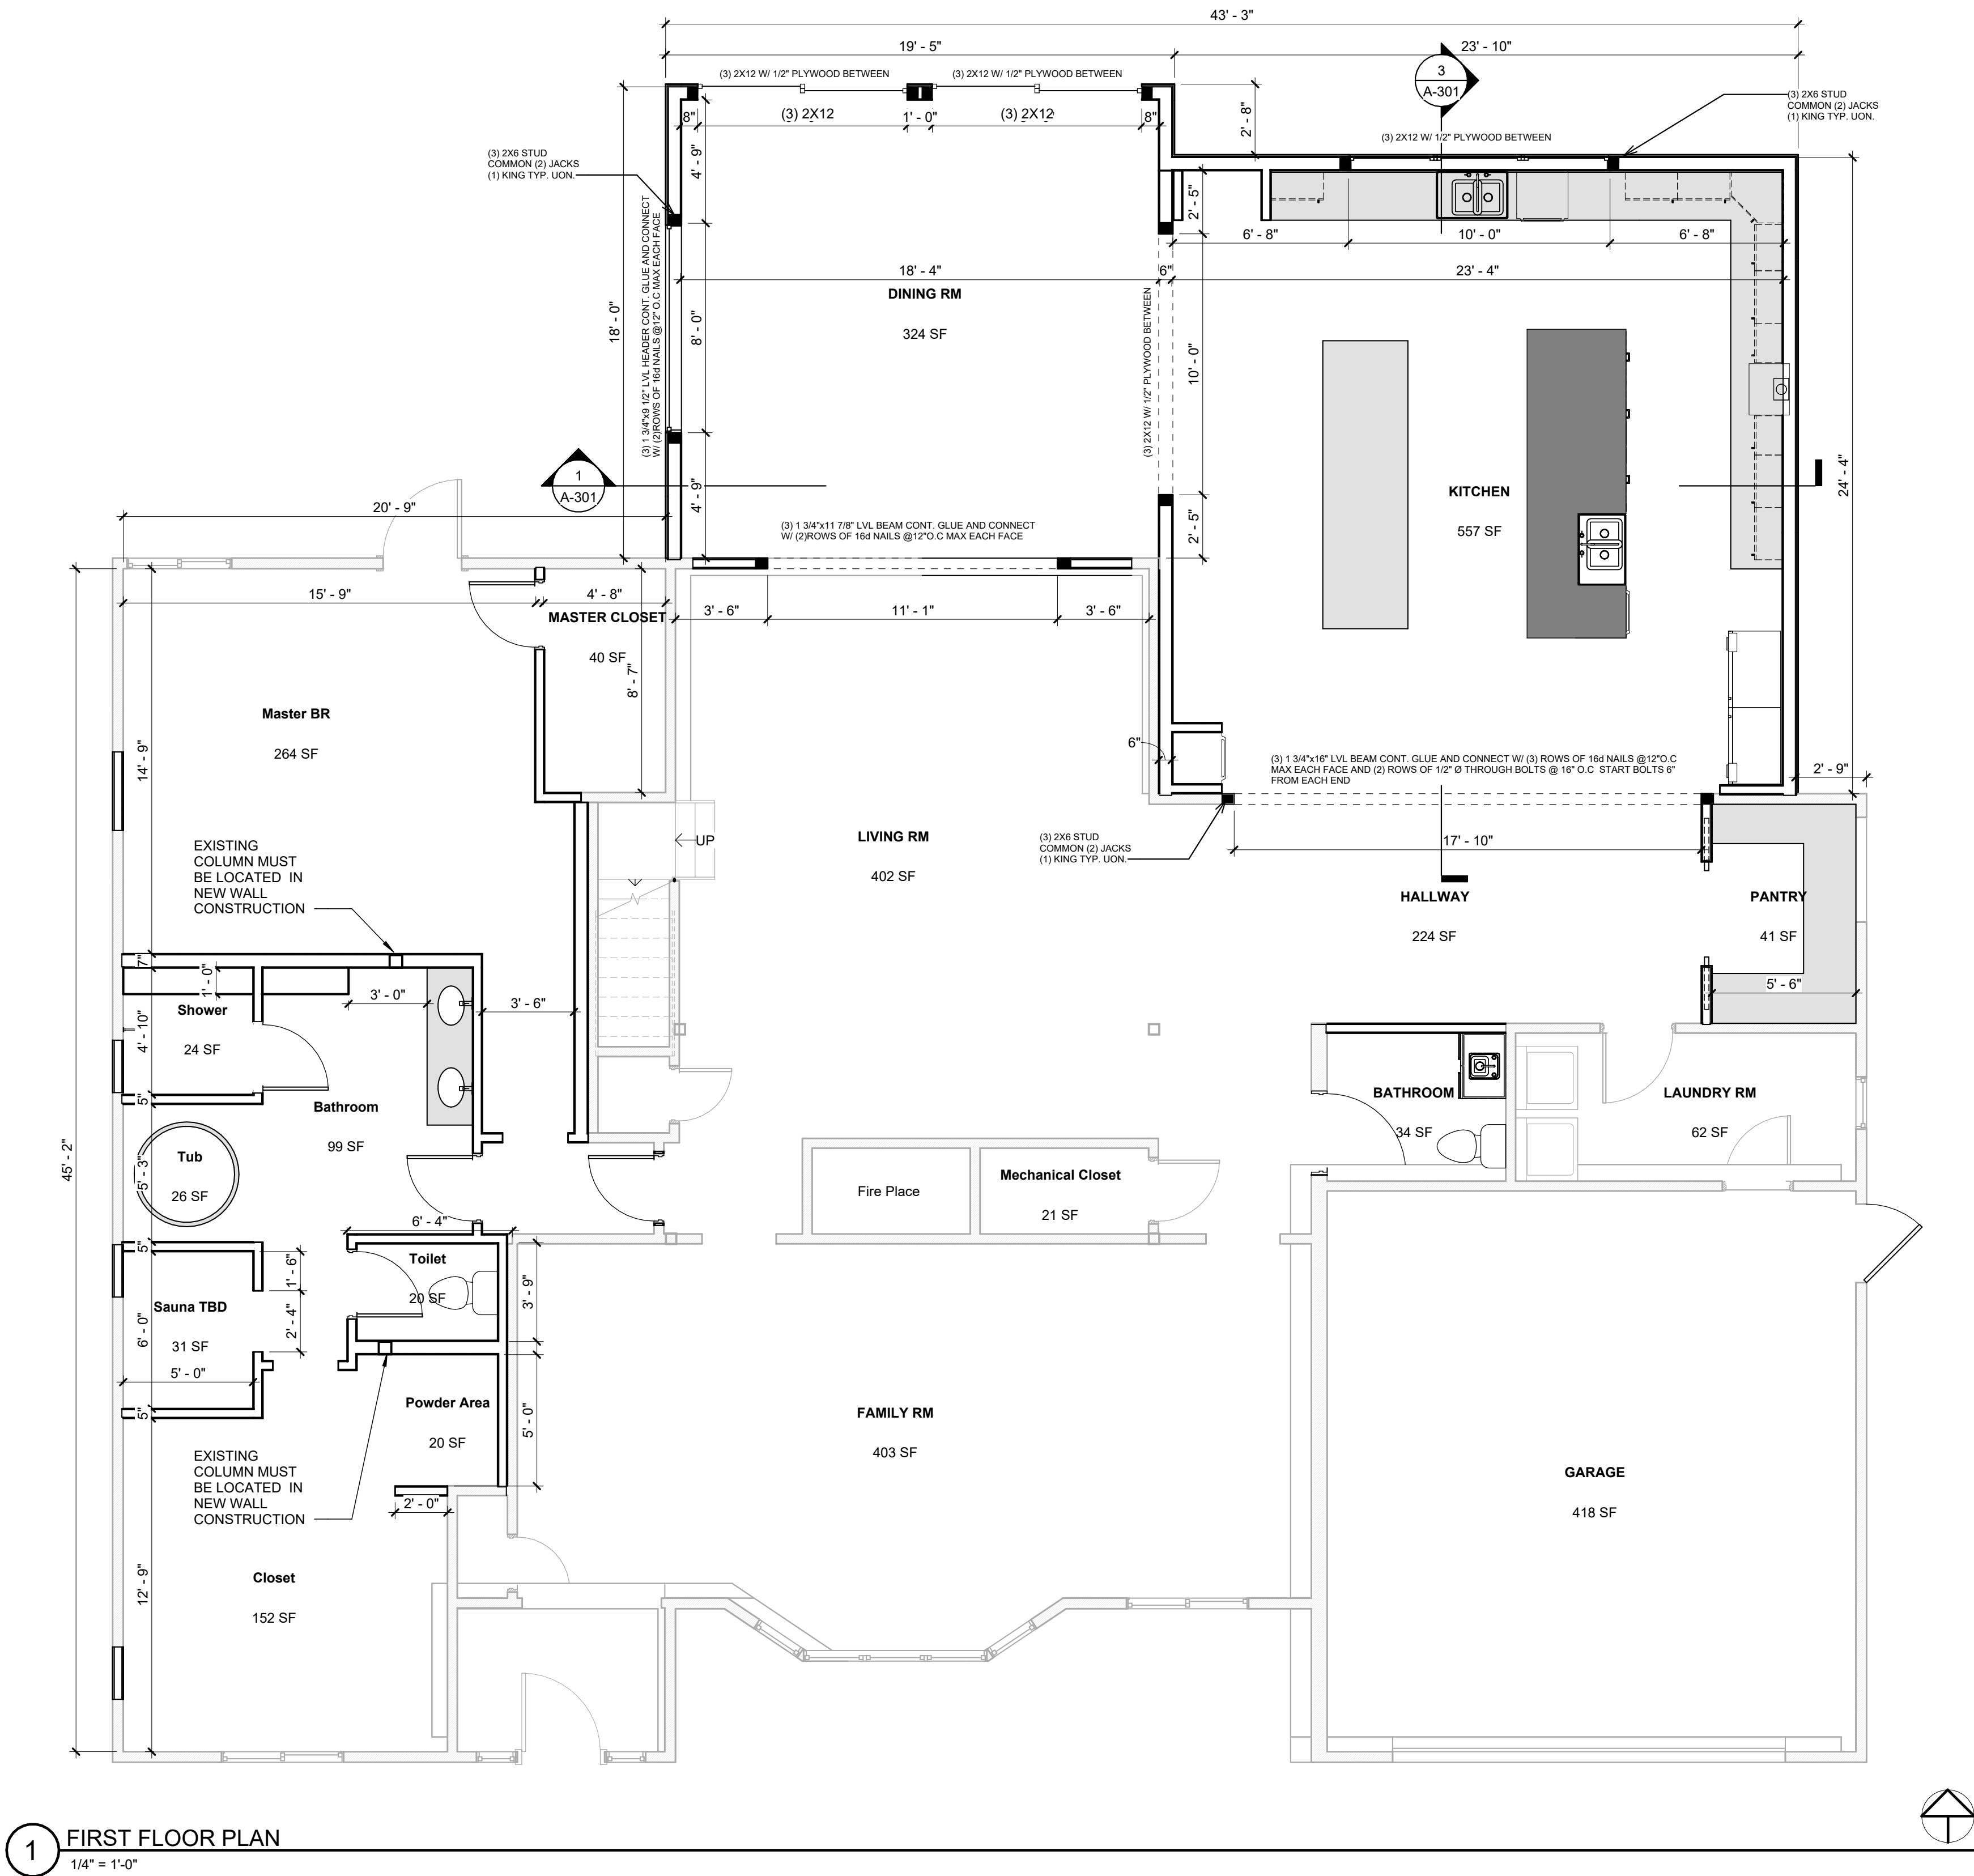 43' - 3"
19' - 5"
23' - 10"
(3) 2X12 W/ 1/2" PLYWOOD BETWEEN
(3) 2X12 W/ 1/2" PLYWOOD BETWEEN
3
A-301
(3) 2X6 STUD
COMMON (2) JACKS
(1) KING TYP. UON.
8"
(3) 2X12
1' - 0"
(3) 2X12
8"
2' - 8"
(3) 2X12 W/ 1/2" PLYWOOD BETWEEN
(3) 2X6 STUD
COMMON (2) JACKS
(1) KING TYP. UON.
4' - 9"
2' - 5"
6' - 8"
10' - 0"
6' - 8"
18' - 4"
6"
23' - 4"
DINING RM
324 SF
18' - 0"
(3) 1 3/4"x9 1/2" LVL HEADER CONT. GLUE AND CONNECT
W/ (2)ROWS OF 16d NAILS @12" O.C MAX EACH FACE
8' - 0"
(3) 2X12 W/ 1/2" PLYWOOD BETWEEN
10' - 0"
1
A-301
4' - 9"
KITCHEN
557 SF
24' - 4"
20' - 9"
(3) 1 3/4"x11 7/8" LVL BEAM CONT. GLUE AND CONNECT
W/ (2)ROWS OF 16d NAILS @12"O.C MAX EACH FACE
2' - 5"
15' - 9"
4' - 8"
MASTER CLOSET
40 SF
8' - 7"
3' - 6"
11' - 1"
3' - 6"
Master BR
264 SF
14' - 9"
6"
(3) 1 3/4"x16" LVL BEAM CONT. GLUE AND CONNECT W/ (3) ROWS OF 16d NAILS @12"O.C
MAX EACH FACE AND (2) ROWS OF 1/2" Ø THROUGH BOLTS @ 16" O.C START BOLTS 6"
FROM EACH END
2' - 9"
EXISTING
COLUMN MUST
BE LOCATED IN
NEW WALL
CONSTRUCTION
UP
LIVING RM
402 SF
(3) 2X6 STUD
COMMON (2) JACKS
(1) KING TYP. UON.
17' - 10"
HALLWAY
224 SF
PANTRY
41 SF
5' - 6"
7"
1' - 0"
3' - 0"
3' - 6"
Shower
24 SF
4' - 10"
5"
Bathroom
99 SF
BATHROOM
34 SF
LAUNDRY RM
62 SF
45' - 2"
Tub
26 SF
5' - 3"
Fire Place
Mechanical Closet
21 SF
6' - 4"
5"
Toilet
20 SF
1' - 6"
2' - 4"
3' - 9"
Sauna TBD
31 SF
6' - 0"
5' - 0"
5"
Powder Area
20 SF
5' - 0"
FAMILY RM
403 SF
EXISTING
COLUMN MUST
BE LOCATED IN
NEW WALL
CONSTRUCTION
2' - 0"
GARAGE
418 SF
Closet
152 SF
12' - 9"
1
FIRST FLOOR PLAN
1/4" = 1'-0"